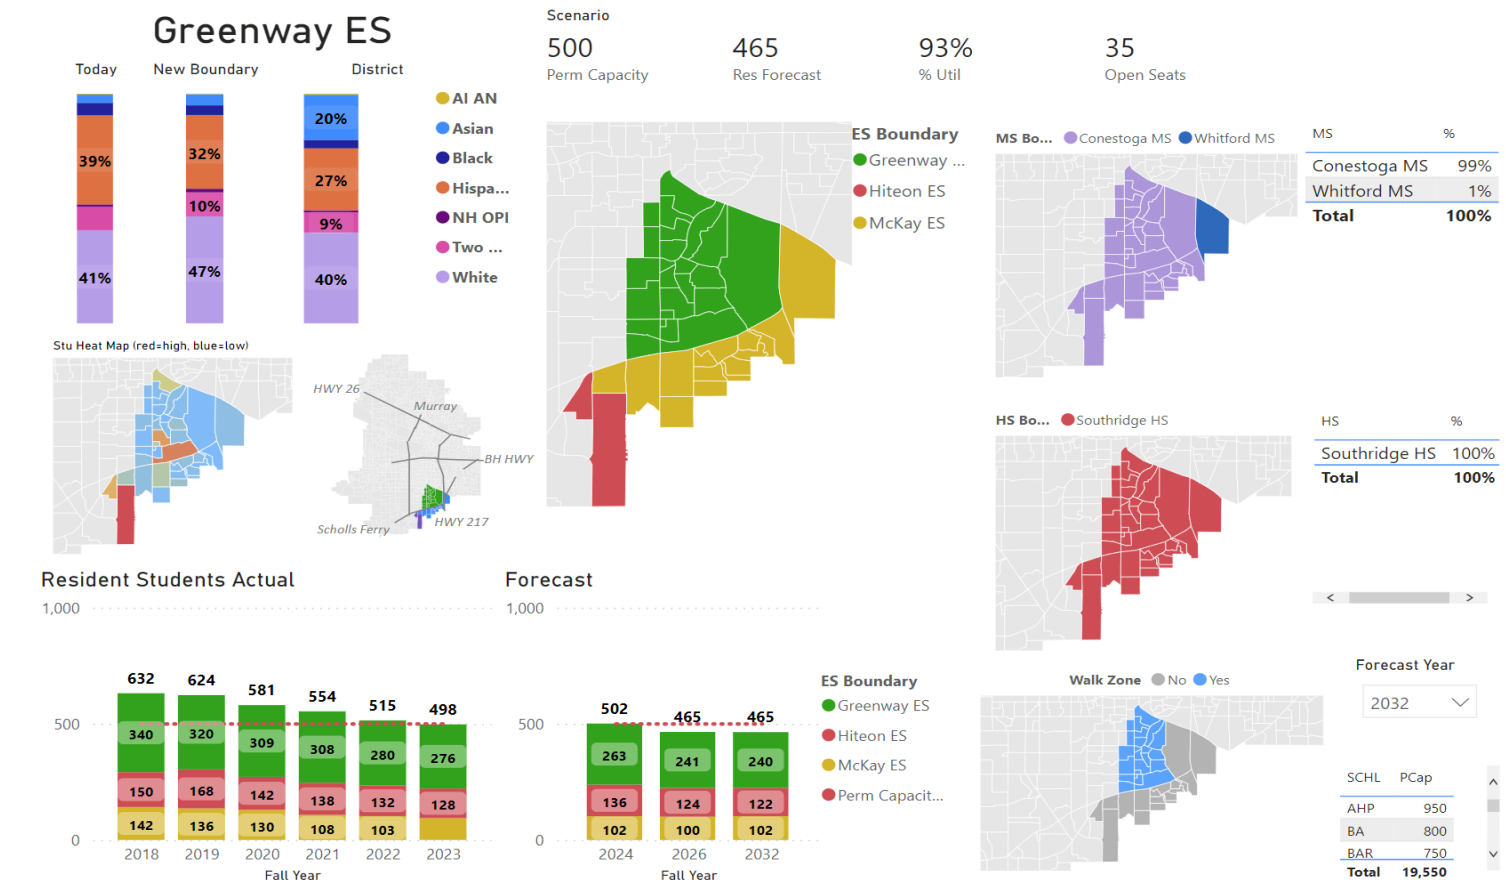 Greenway ES
Today
New Boundary
District
39%
41%
32%
10%
47%
20%
27%
9%
40%
AI AN
Asian
Black
Hispa...
NH OPI
Two ...
White
Scenario
500
Perm Capacity
465
Res Forecast
93%
% Util
35
Open Seats
ES Boundary
Greenway ...
Hiteon ES
McKay ES
MS Bo...
Conestoga MS
Whitford MS
MS %
Conestoga MS 99%
Whitford MS 1%
Total 100%
Stu Heat Map (red=high, blue=low)
HWY 26
Murray
BH HWY
Scholls Ferry
HWY 217
HS Bo...
Southridge HS
HS %
Southridge HS 100%
Total 100%
Resident Students Actual
1,000
500
0
632
624
581
554
515
498
340
320
309
308
280
276
150
168
142
138
132
128
142
136
130
108
103
2018
2019
2020
2021
2022
2023
Fall Year
Forecast
1,000
500
0
502
465
465
263
241
240
136
124
122
102
100
102
2024
2026
2032
Fall Year
ES Boundary
Greenway ES
Hiteon ES
McKay ES
Perm Capacit...
Walk Zone
No
Yes
Forecast Year
2032
SCHL PCap
AHP 950
BA 800
BAR 750
Total 19,550